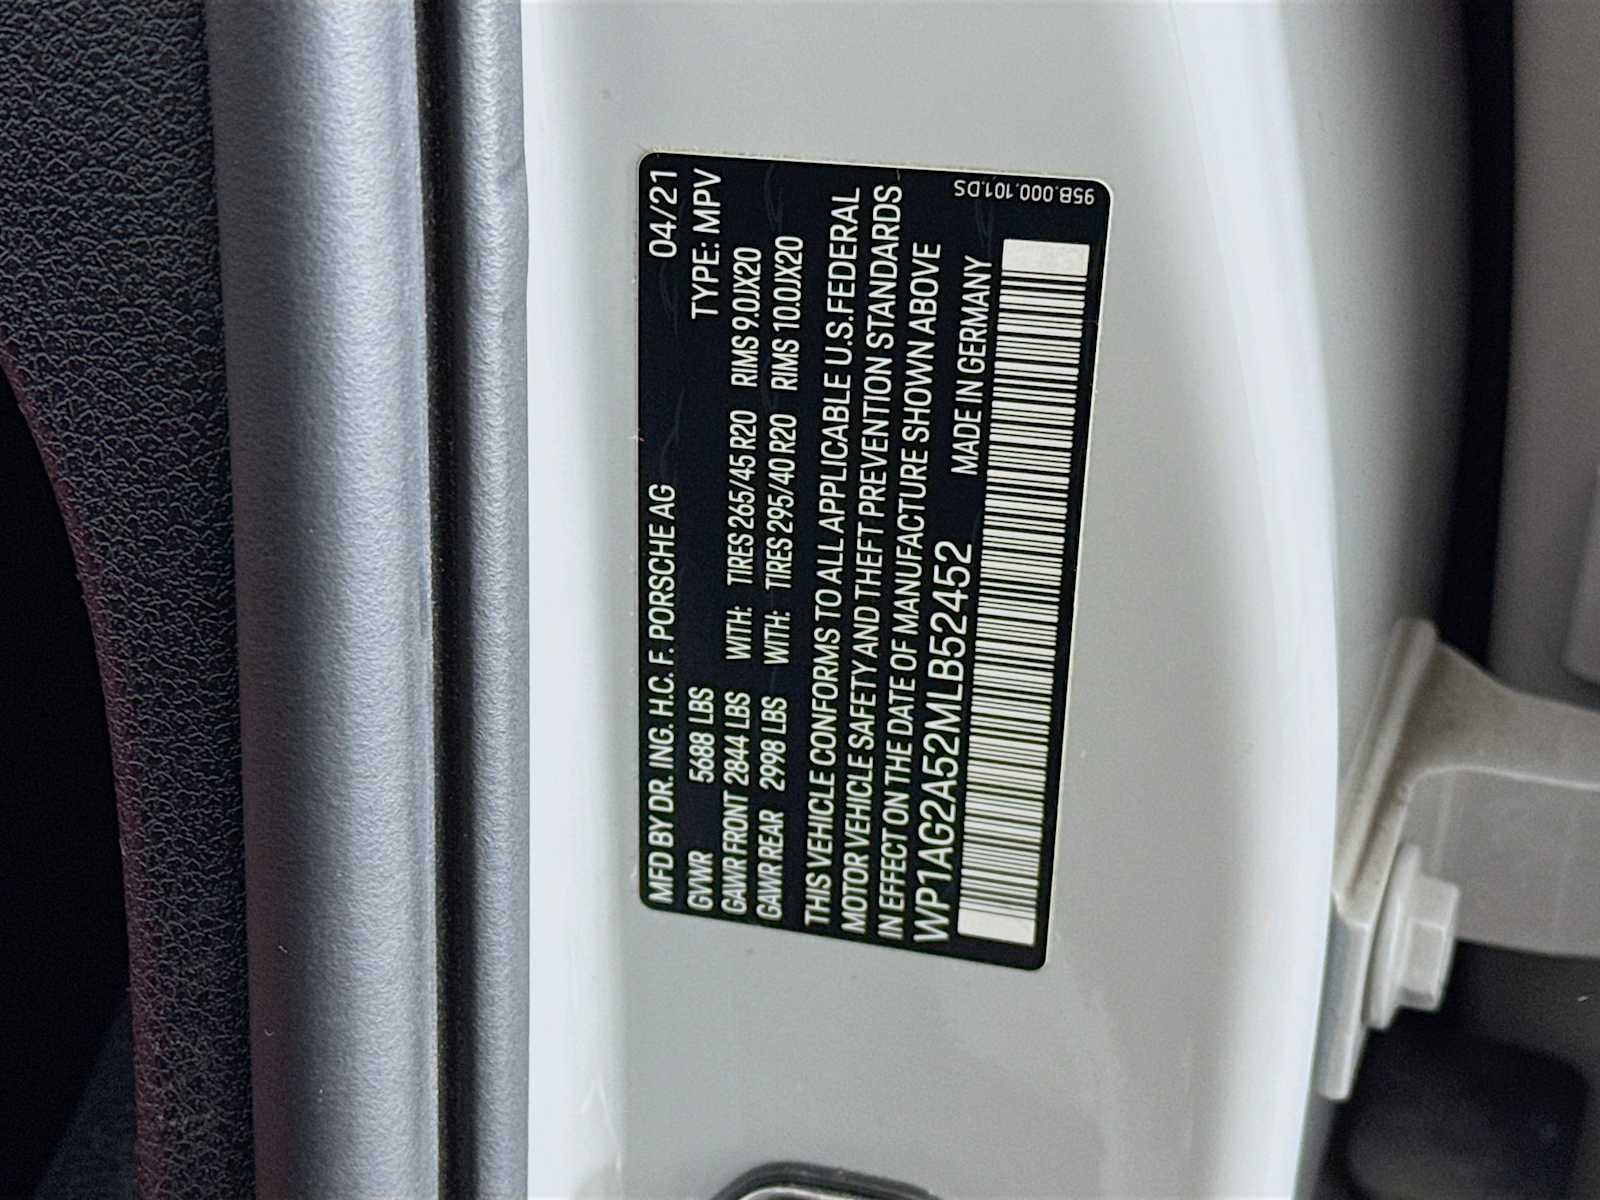 MFD BY DR. ING. H.C. F. PORSCHE AG 04/21
GVWR 5688 LBS TYPE: MPV
GAWR FRONT 2844 LBS WITH: TIRES 265/45 R20 RIMS 9.0JX20
GAWR REAR 2998 LBS WITH: TIRES 295/40 R20 RIMS 10.0JX20
THIS VEHICLE CONFORMS TO ALL APPLICABLE U.S.FEDERAL
MOTOR VEHICLE SAFETY AND THEFT PREVENTION STANDARDS
IN EFFECT ON THE DATE OF MANUFACTURE SHOWN ABOVE
WP1AG2A52MLB52452 MADE IN GERMANY
95B.000.101.DS